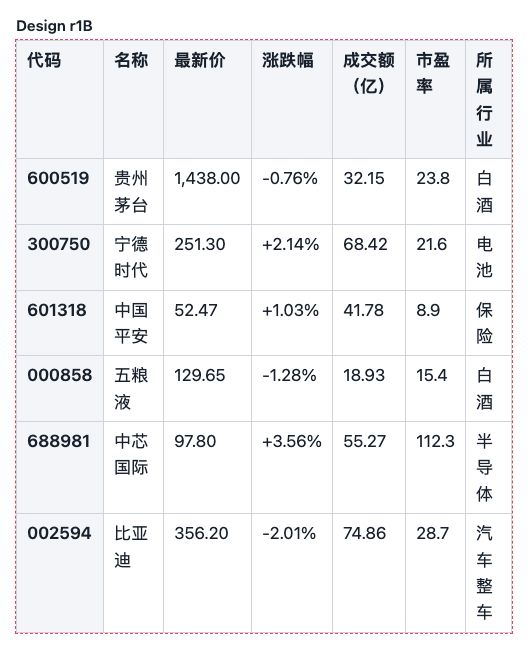 Design r1B
代码 名称 最新价 涨跌幅 成交额（亿） 市盈率 所属行业
600519 贵州茅台 1,438.00 -0.76% 32.15 23.8 白酒
300750 宁德时代 251.30 +2.14% 68.42 21.6 电池
601318 中国平安 52.47 +1.03% 41.78 8.9 保险
000858 五粮液 129.65 -1.28% 18.93 15.4 白酒
688981 中芯国际 97.80 +3.56% 55.27 112.3 半导体
002594 比亚迪 356.20 -2.01% 74.86 28.7 汽车整车